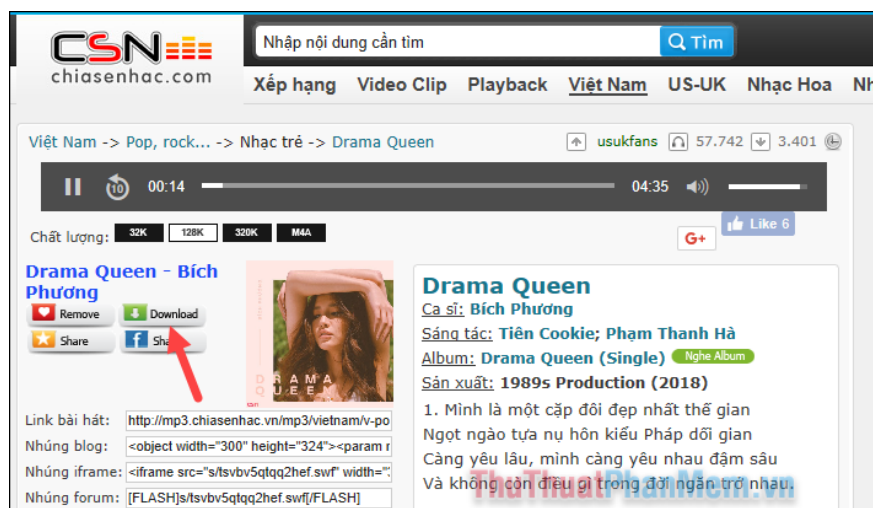 CSN
chiasenhac.com
Nhập nội dung cần tìm
Tìm
Xếp hạng Video Clip Playback Việt Nam US-UK Nhạc Hoa Nh
Việt Nam -> Pop, rock... -> Nhạc trẻ -> Drama Queen
usukfans 57.742 3.401
10 00:14 04:35
Chất lượng: 32K 128K 320K M4A
G+ Like 6
Drama Queen - Bích
Phương
Remove Download
Share Sha
DRAMA
QUEEN
Link bài hát: http://mp3.chiasenhac.vn/mp3/vietnam/v-po
Nhúng blog: <object width="300" height="324"><param r
Nhúng iframe: <iframe src="s/tsvbv5qtqq2hef.swf" width="
Nhúng forum: [FLASH]s/tsvbv5qtqq2hef.swf[/FLASH]
Drama Queen
Ca sĩ: Bích Phương
Sáng tác: Tiên Cookie; Phạm Thanh Hà
Album: Drama Queen (Single) Nghe Album
Sản xuất: 1989s Production (2018)
1. Mình là một cặp đôi đẹp nhất thế gian
Ngọt ngào tựa nụ hôn kiểu Pháp dối gian
Càng yêu lâu, mình càng yêu nhau đậm sâu
Và không còn điều gì trong đời ngăn trở nhau.
ThuThuatPhanMem.vn